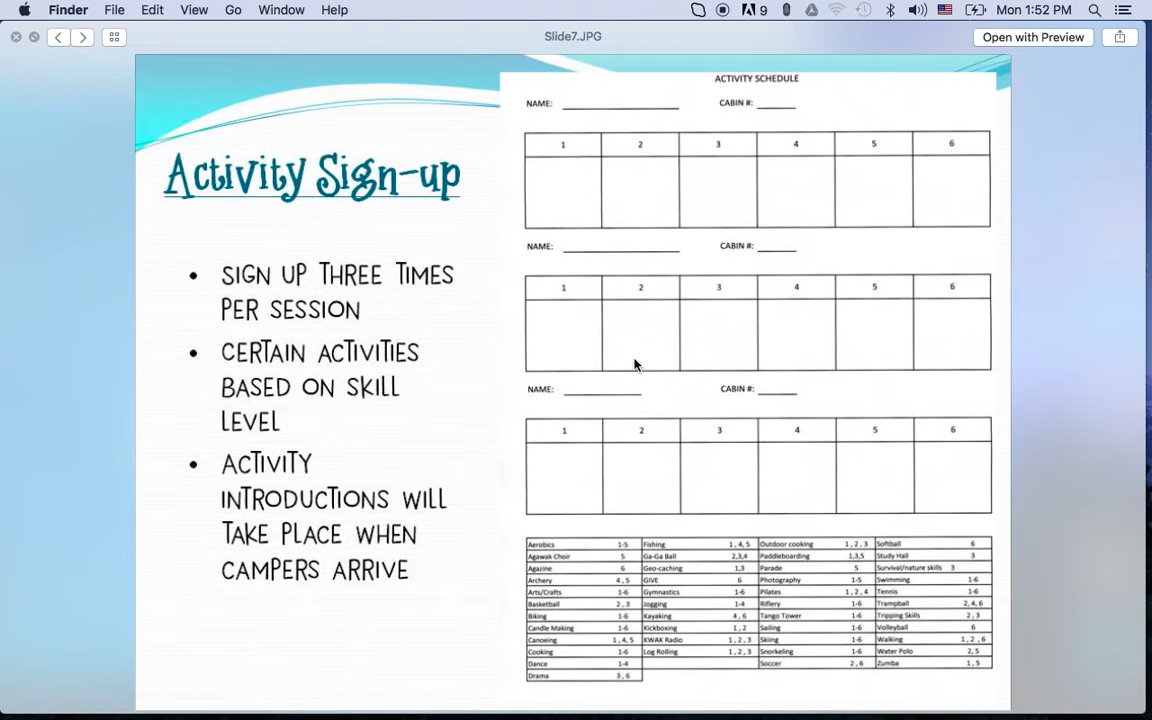 Finder File Edit View Go Window Help 9 Mon 1:52 PM
Slide7.JPG
Open with Preview
Activity Sign-up
• SIGN UP THREE TIMES
PER SESSION
• CERTAIN ACTIVITIES
BASED ON SKILL
LEVEL
• ACTIVITY
INTRODUCTIONS WILL
TAKE PLACE WHEN
CAMPERS ARRIVE
ACTIVITY SCHEDULE
NAME: ____________ CABIN #: ______
1 2 3 4 5 6
NAME: ____________ CABIN #: ______
1 2 3 4 5 6
NAME: ____________ CABIN #: ______
1 2 3 4 5 6
Aerobics 1-5 Fishing 1,4,5 Outdoor cooking 1,2,3 Softball 6
Agawak Choir 5 Ga-Ga Ball 2,3,4 Paddleboarding 1,3,5 Study Hall 3
Agazine 6 Geo-caching 1,3 Parade 5 Survival/nature skills 3
Archery 4,5 GIVE 6 Photography 1-5 Swimming 1-6
Arts/Crafts 1-6 Gymnastics 1-6 Pilates 1,2,4 Tennis 1-6
Basketball 2,3 Jogging 1-4 Riflery 1-6 Trampball 2,4,6
Biking 1-6 Kayaking 4,6 Tango Tower 1-6 Tripping Skills 2,3
Candle Making 1-6 Kickboxing 1,2 Sailing 1-6 Volleyball 6
Canoeing 1,4,5 KWAK Radio 1,2,3 Skiing 1-6 Walking 1,2,6
Cooking 1-6 Log Rolling 1,2,3 Snorkeling 1-6 Water Polo 2,5
Dance 1-4 Soccer 2,6 Zumba 1,5
Drama 3,6